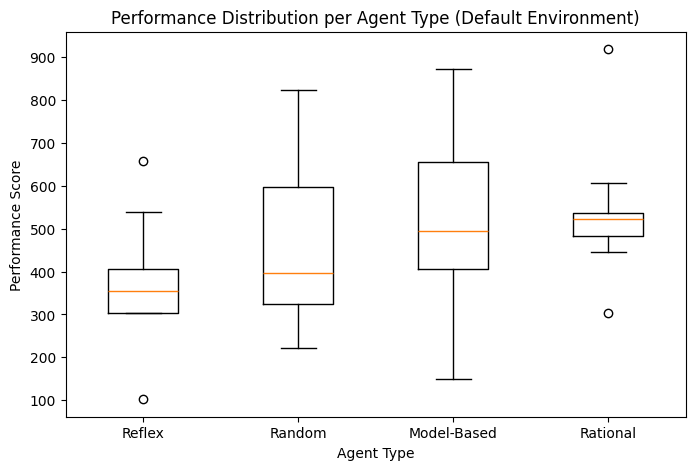 Performance Distribution per Agent Type (Default Environment)
Performance Score
900
800
700
600
500
400
300
200
100
Reflex Random Model-Based Rational
Agent Type